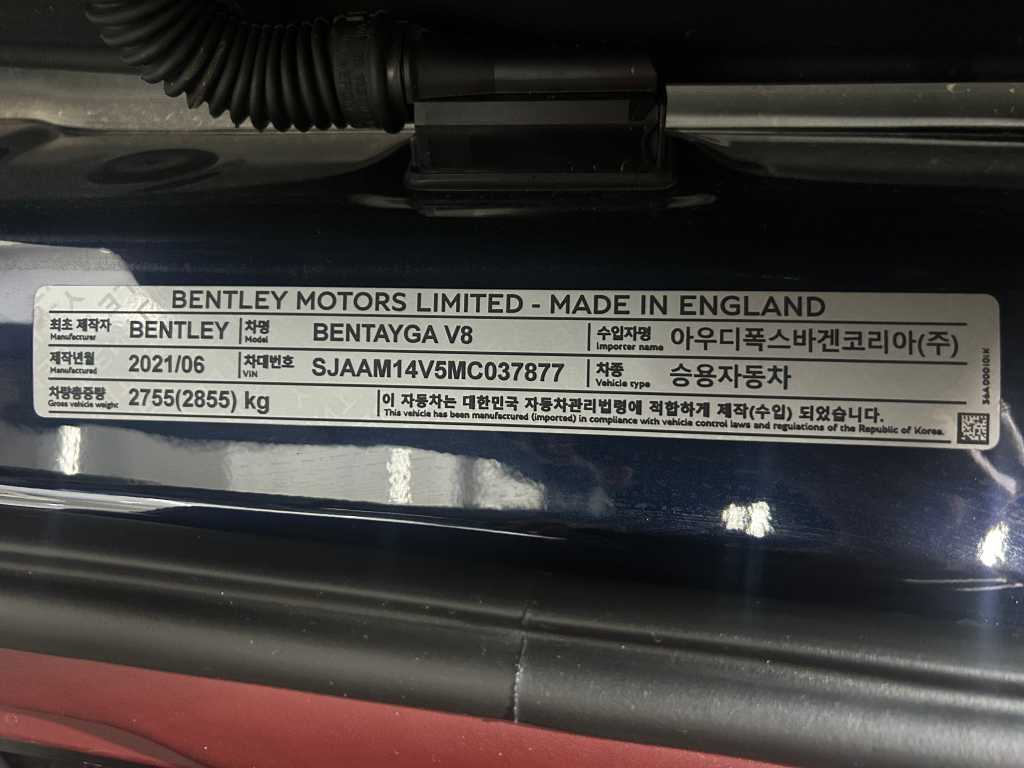 BENTLEY MOTORS LIMITED - MADE IN ENGLAND
최초 제작자 BENTLEY 차명 BENTAYGA V8 수입자명 아우디폭스바겐코리아(주)
Manufacturer Model Importer name
제작년월 2021/06 차대번호 SJAAM14V5MC037877 차종 승용자동차
Manufactured VIN Vehicle type
차량총중량 2755(2855) kg 이 자동차는 대한민국 자동차관리법령에 적합하게 제작(수입) 되었습니다.
Gross vehicle weight This vehicle has been manufactured (imported) in compliance with vehicle control laws and regulations of the Republic of Korea.
36A.000.101.K